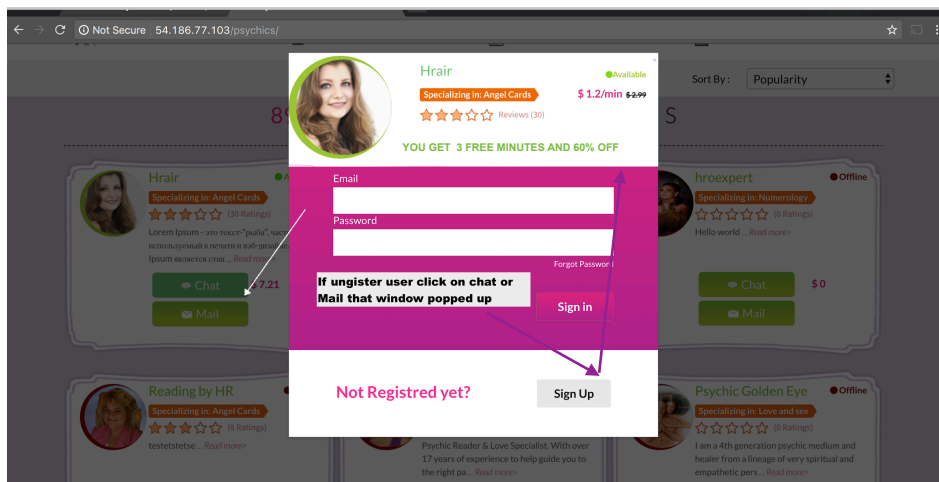 Not Secure 54.186.77.103/psychics/
Sort By : Popularity
Hrair
Available
Specializing in: Angel Cards
$ 1.2/min $ 2.99
Reviews (30)
YOU GET 3 FREE MINUTES AND 60% OFF
Email
Password
Forgot Password
If ungister user click on chat or
Mail that window popped up
Sign in
Not Registred yet?
Sign Up
89
S
Hrair
Specializing in: Angel Cards
(30 Ratings)
Lorem Ipsum - это текст-"рыба", част
используемый в печати и вэб-дизайне.
Ipsum является стан ... Read more>
Chat
$ 7.21
Mail
hroexpert
Offline
Specializing in: Numerology
(0 Ratings)
Hello world ... Read more>
Chat
$ 0
Mail
Reading by HR
Specializing in: Angel Cards
(8 Ratings)
testetstetse ... Read more>
Psychic Reader & Love Specialist. With over
17 years of experience to help guide you to
the right pa ... Read more>
Psychic Golden Eye
Offline
Specializing in: Love and sex
(0 Ratings)
I am a 4th generation psychic medium and
healer from a lineage of very spiritual and
empathetic pers ... Read more>